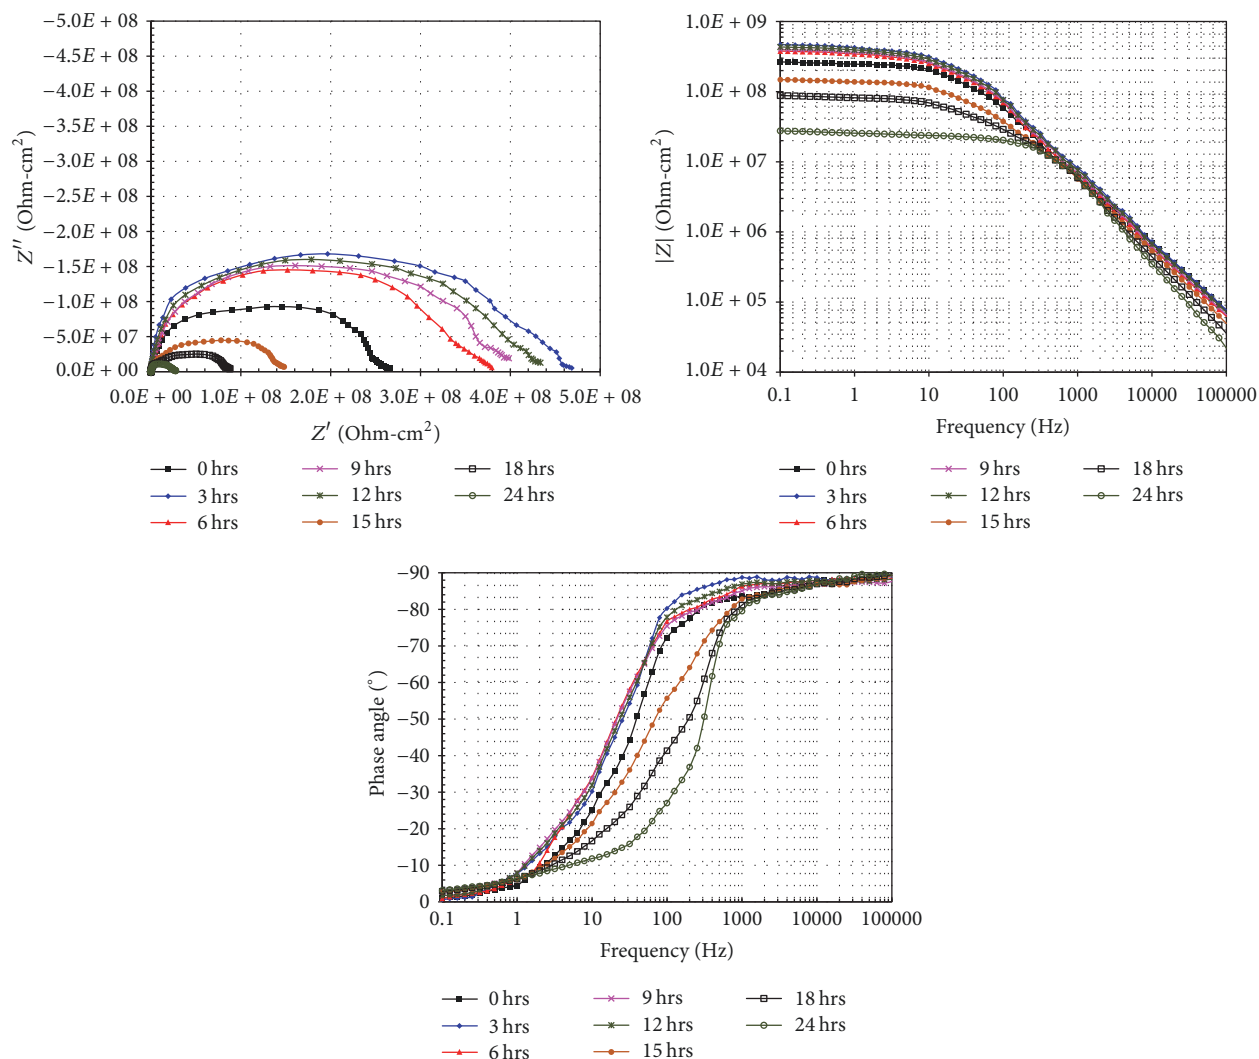 −5.0E + 08
−4.0E + 08
−3.5E + 08
−3.0E + 08
−2.5E + 08
−2.0E + 08
−1.5E + 08
−1.0E + 08
−5.0E + 07
0.0E + 00
Z″ (Ohm-cm²)
0.0E + 00 1.0E + 08 2.0E + 08 3.0E + 08 4.0E + 08 5.0E + 08
Z′ (Ohm-cm²)
0 hrs 9 hrs 18 hrs
3 hrs 12 hrs 24 hrs
6 hrs 15 hrs
1.0E + 09
1.0E + 08
1.0E + 07
1.0E + 06
1.0E + 05
1.0E + 04
|Z| (Ohm-cm²)
0.1 1 10 100 1000 10000 100000
Frequency (Hz)
0 hrs 9 hrs 18 hrs
3 hrs 12 hrs 24 hrs
6 hrs 15 hrs
−90
−80
−70
−60
−50
−40
−30
−20
−10
0
Phase angle (°)
0.1 1 10 100 1000 10000 100000
Frequency (Hz)
0 hrs 9 hrs 18 hrs
3 hrs 12 hrs 24 hrs
6 hrs 15 hrs